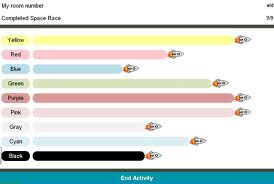 My room number
Completed Space Race 9/9
Yellow
Red
Blue
Green
Purple
Pink
Gray
Cyan
Black
End Activity